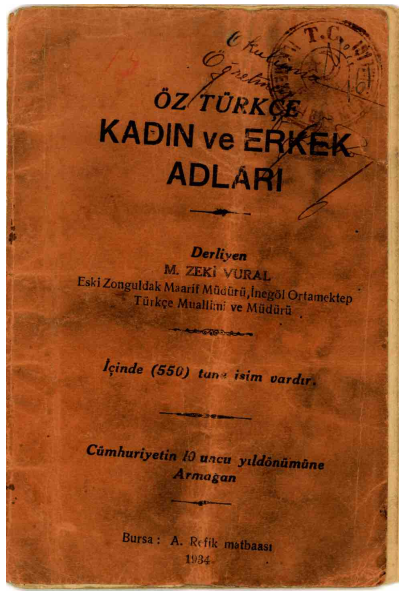 T.C.
Okuluma
ÖZ TÜRKÇE
KADIN ve ERKEK
ADLARI
Derliyen
M. ZEKİ VURAL
Eski Zonguldak Maarif Müdürü, İnegöl Ortamektep
Türkçe Muallimi ve Müdürü
İçinde (550) tane isim vardır.
Cümhuriyetin 10 uncu yıldönümüne
Armağan
Bursa : A. Refik matbaası
1934